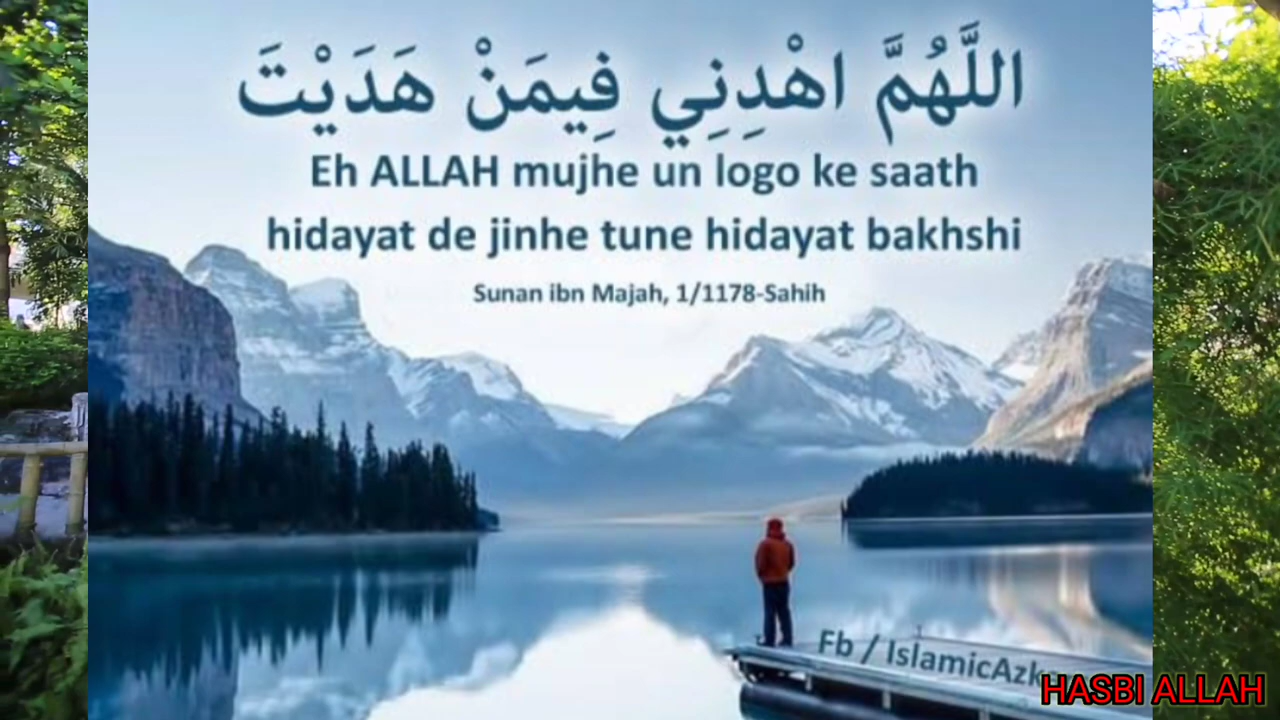 اللَّهُمَّ اهْدِنِي فِيمَنْ هَدَيْتَ
Eh ALLAH mujhe un logo ke saath
hidayat de jinhe tune hidayat bakhshi
Sunan ibn Majah, 1/1178-Sahih
Fb /
HASBI ALLAH